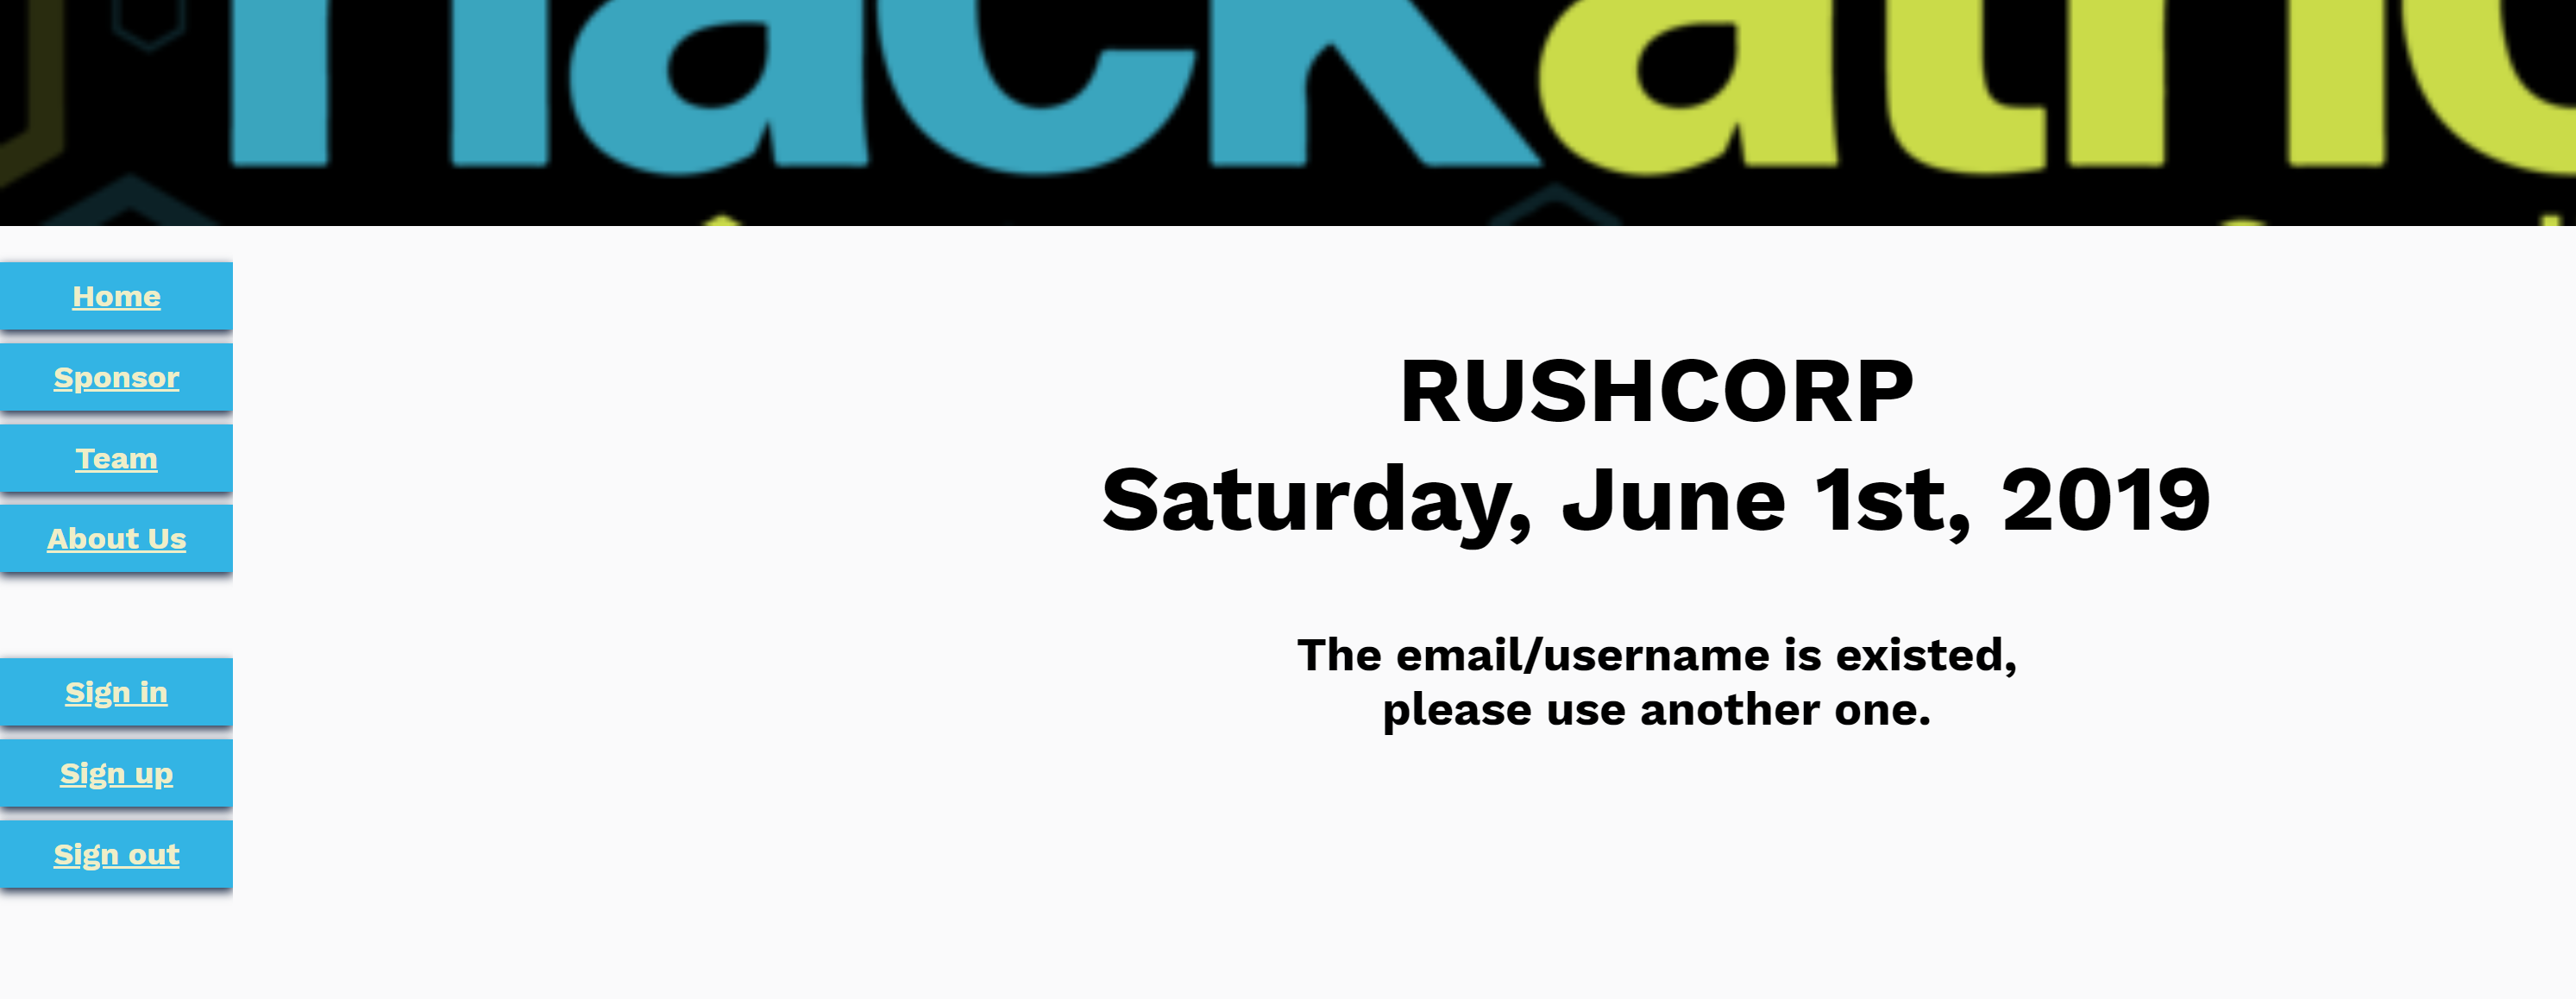 Hackatho
Home
Sponsor
Team
About Us
Sign in
Sign up
Sign out
RUSHCORP
Saturday, June 1st, 2019
The email/username is existed,
please use another one.